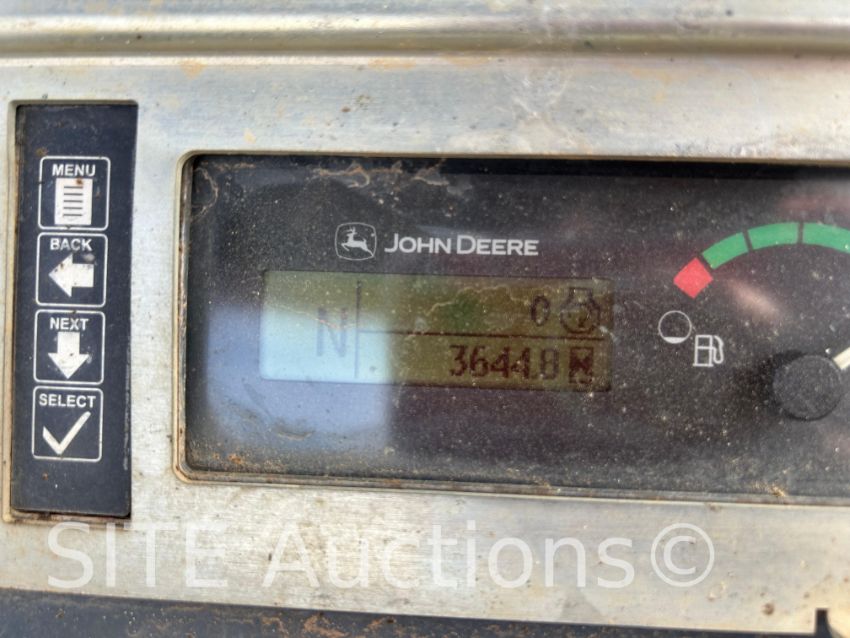 MENU
BACK
NEXT
SELECT
JOHN DEERE
N
0
3644.8
SITE Auctions©